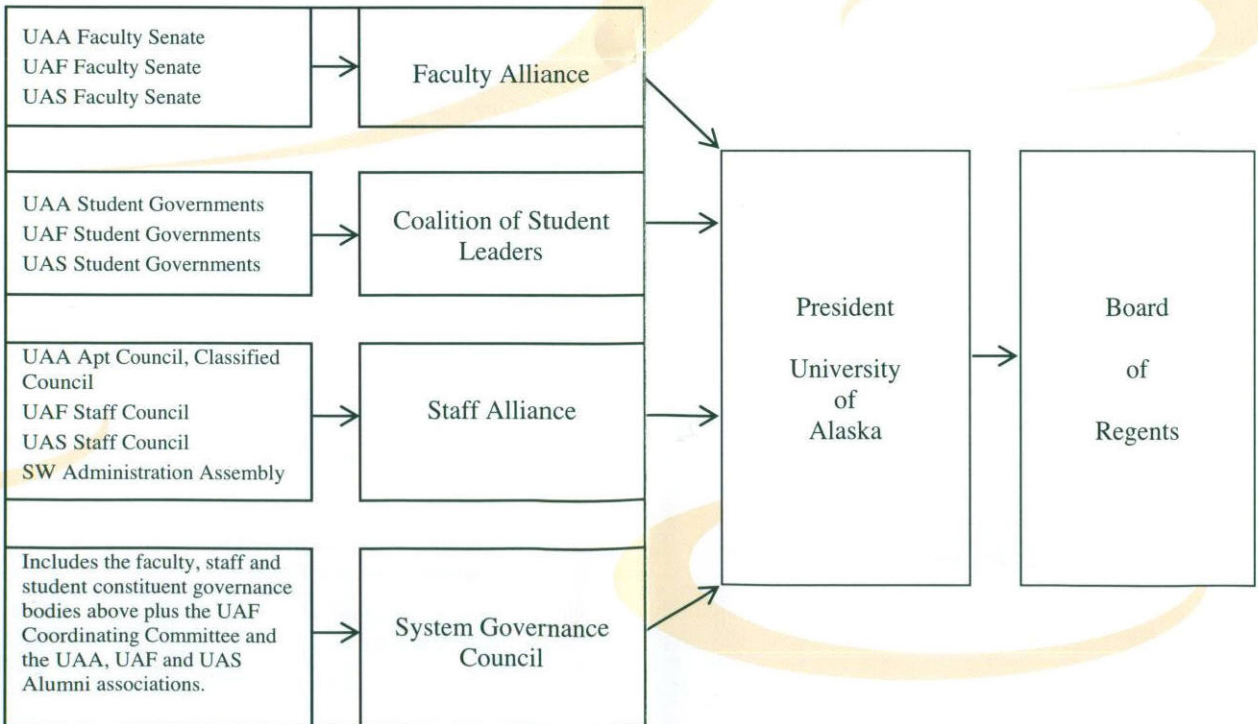 UAA Faculty Senate
UAF Faculty Senate
UAS Faculty Senate
Faculty Alliance
UAA Student Governments
UAF Student Governments
UAS Student Governments
Coalition of Student
Leaders
UAA Apt Council, Classified
Council
UAF Staff Council
UAS Staff Council
SW Administration Assembly
Staff Alliance
Includes the faculty, staff and
student constituent governance
bodies above plus the UAF
Coordinating Committee and
the UAA, UAF and UAS
Alumni associations.
System Governance
Council
President
University
of
Alaska
Board
of
Regents